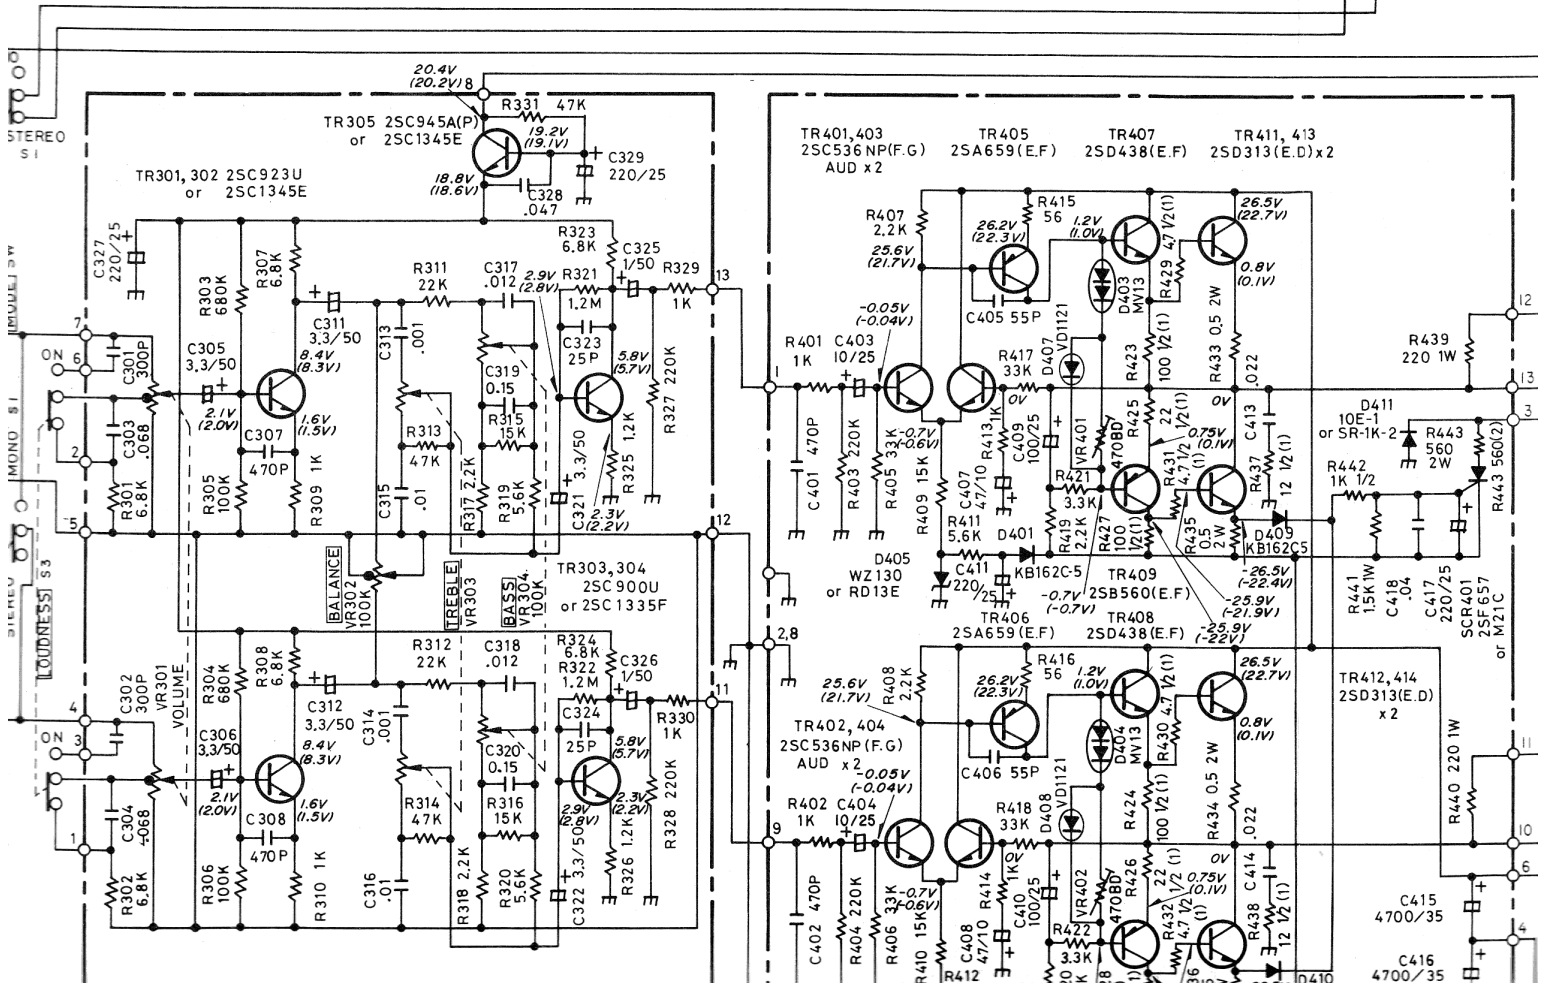 STEREO
S1
MODE SW
MONO S1
STEREO
LOUDNESS S3
20.4V
(20.2V) 8
R331 47K
TR305 2SC945A(P)
or 2SC1345E
19.2V
(19.1V)
C329
220/25
18.8V
(18.6V)
C328
.047
TR301, 302 2SC923U
or 2SC1345E
C327
220/25
R303
680K
R307
6.8K
R311
22K
C317
.012
R323
6.8K
C325
1/50
R321
1.2M
R329
1K
13
2.9V
(2.8V)
C311
3.3/50
C313
.001
C323
25P
C319
0.15
5.8V
(5.7V)
7
ON
6
C301
300P
C305
3.3/50
8.4V
(8.3V)
2.1V
(2.0V)
1.6V
(1.5V)
C303
.068
C307
470P
R313
47K
R315
15K
R327 220K
2
R301
6.8K
R305
100K
R309 1K
C315
.01
R317 2.2K
R319
5.6K
C321 3.3/50
R325 1.2K
2.3V
(2.2V)
5
12
BALANCE
VR302
100K
TREBLE
VR303
BASS
VR304
100K
TR303, 304
2SC900U
or 2SC1335F
VR301
VOLUME
R304
680K
R308
6.8K
R312
22K
C318
.012
R324
6.8K
R322
1.2M
C326
1/50
R330
1K
11
C302
300P
4
ON
3
C306
3.3/50
C312
3.3/50
C314
.001
C324
25P
C320
0.15
8.4V
(8.3V)
5.8V
(5.7V)
2.1V
(2.0V)
1.6V
(1.5V)
2.9V
(2.8V)
2.3V
(2.2V)
C304
.068
C308
470P
R314
47K
R316
15K
R328 220K
1
R302
6.8K
R306
100K
R310 1K
C316
.01
R318 2.2K
R320
5.6K
C322 3.3/50
R326 1.2K
TR401, 403
2SC536NP(F.G)
AUD x2
TR405
2SA659(E.F)
TR407
2SD438(E.F)
TR411, 413
2SD313(E.D)x2
R407
2.2K
R415
56
26.2V
(22.3V)
1.2V
(1.0V)
4.7 1/2(1)
R429
26.5V
(22.7V)
25.6V
(21.7V)
0.8V
(0.1V)
C405 55P
D403
MV13
-0.05V
(-0.04V)
VD1121
D407
R423
100 1/2(1)
R433 0.5 2W
.022
C413
12
R439
220 1W
1
R401
1K
C403
10/25
R417
33K
0V
0V
13
C401 470P
R403 220K
R405 33K
-0.7V
(-0.6V)
R409 15K
R413 1K
C409
100/25
C407
47/10
VR401
470BD
R425
22
1/2(1)
0.75V
(0.1V)
R431
4.7 1/2
(1)
R437
12 1/2(1)
D411
10E-1
or SR-1K-2
3
R443
560
2W
R443 560(2)
R442
1K 1/2
R421
3.3K
R419
2.2K
R427
100
1/2(1)
R435
0.5
2W
D409
KB162C5
R411
5.6K
D401
KB162C-5
C411
220/25
D405
WZ130
or RD13E
-0.7V
(-0.7V)
TR409
2SB560(E.F)
-26.5V
(-22.4V)
-25.9V
(-21.9V)
-25.9V
(-22V)
R441
1.5K 1W
C418
.04
C417
220/25
SCR401
2SF657
or M21C
TR406
2SA659(E.F)
TR408
2SD438(E.F)
2,8
25.6V
(21.7V)
R408
2.2K
R416
56
26.2V
(22.3V)
1.2V
(1.0V)
4.7 1/2(1)
R430
26.5V
(22.7V)
TR412, 414
2SD313(E.D)
x2
TR402, 404
2SC536NP(F.G)
AUD x2
-0.05V
(-0.04V)
C406 55P
D404
MV13
0.8V
(0.1V)
VD1121
D408
R424
100 1/2(1)
R434 0.5 2W
.022
C414
11
R440 220 1W
9
R402
1K
C404
10/25
R418
33K
0V
0V
10
6
C402 470P
R404 220K
R406 33K
-0.7V
(-0.6V)
R410 15K
R414
1K
C410
100/25
C408
47/10
VR402
470BD
R426
22
1/2(1)
0.75V
(0.1V)
R432
4.7 1/2
(1)
R438
12 1/2(1)
C415
4700/35
4
C416
4700/35
R422
3.3K
R412
D410